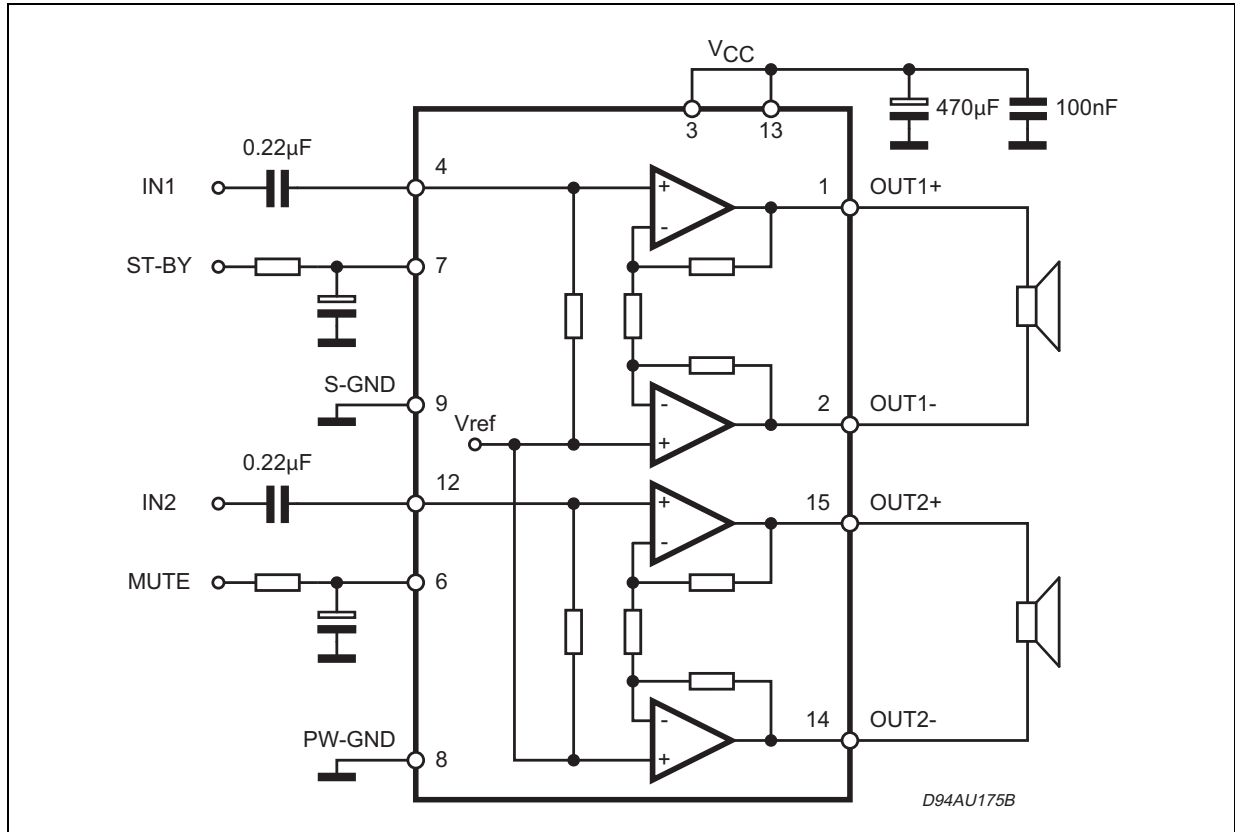 VCC
470µF
100nF
3
13
0.22µF
4
IN1
+
-
1
OUT1+
ST-BY
7
S-GND
9
-
+
2
OUT1-
Vref
0.22µF
12
IN2
+
-
15
OUT2+
MUTE
6
PW-GND
8
-
+
14
OUT2-
D94AU175B